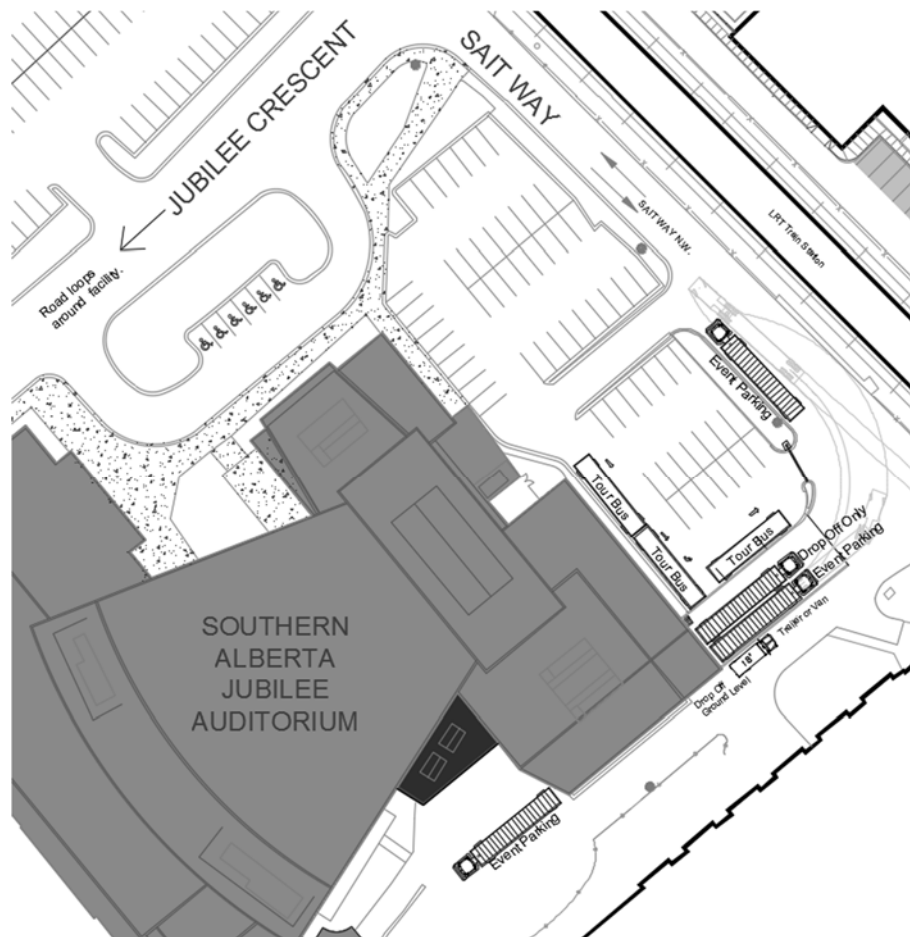 SAIT WAY
JUBILEE CRESCENT
Road loops
around facility.
SAIT WAY N.W.
LRT Train Station
Event Parking
Tour Bus
Tour Bus
Tour Bus
Drop Off Only
Event Parking
Trailer or Van
18'
Drop Off
Ground Level
SOUTHERN
ALBERTA
JUBILEE
AUDITORIUM
Event Parking